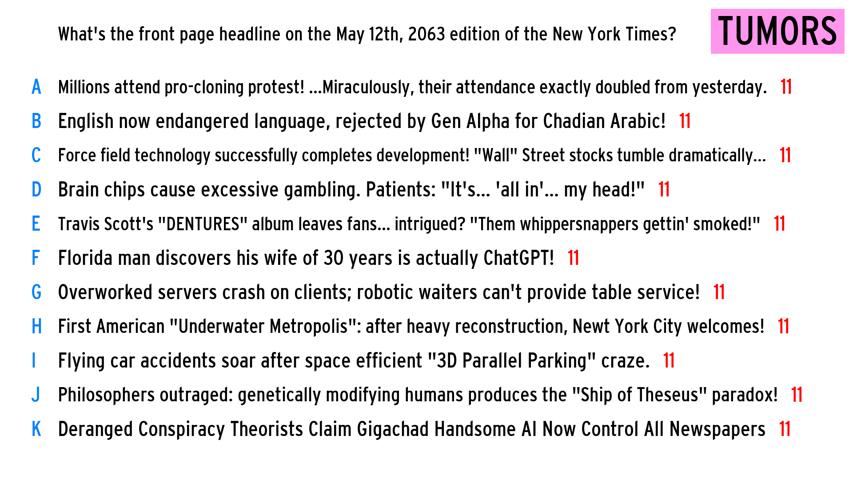 What's the front page headline on the May 12th, 2063 edition of the New York Times?
TUMORS
A Millions attend pro-cloning protest! ...Miraculously, their attendance exactly doubled from yesterday. 11
B English now endangered language, rejected by Gen Alpha for Chadian Arabic! 11
C Force field technology successfully completes development! "Wall" Street stocks tumble dramatically... 11
D Brain chips cause excessive gambling. Patients: "It's... 'all in'... my head!" 11
E Travis Scott's "DENTURES" album leaves fans... intrigued? "Them whippersnappers gettin' smoked!" 11
F Florida man discovers his wife of 30 years is actually ChatGPT! 11
G Overworked servers crash on clients; robotic waiters can't provide table service! 11
H First American "Underwater Metropolis": after heavy reconstruction, Newt York City welcomes! 11
I Flying car accidents soar after space efficient "3D Parallel Parking" craze. 11
J Philosophers outraged: genetically modifying humans produces the "Ship of Theseus" paradox! 11
K Deranged Conspiracy Theorists Claim Gigachad Handsome AI Now Control All Newspapers 11